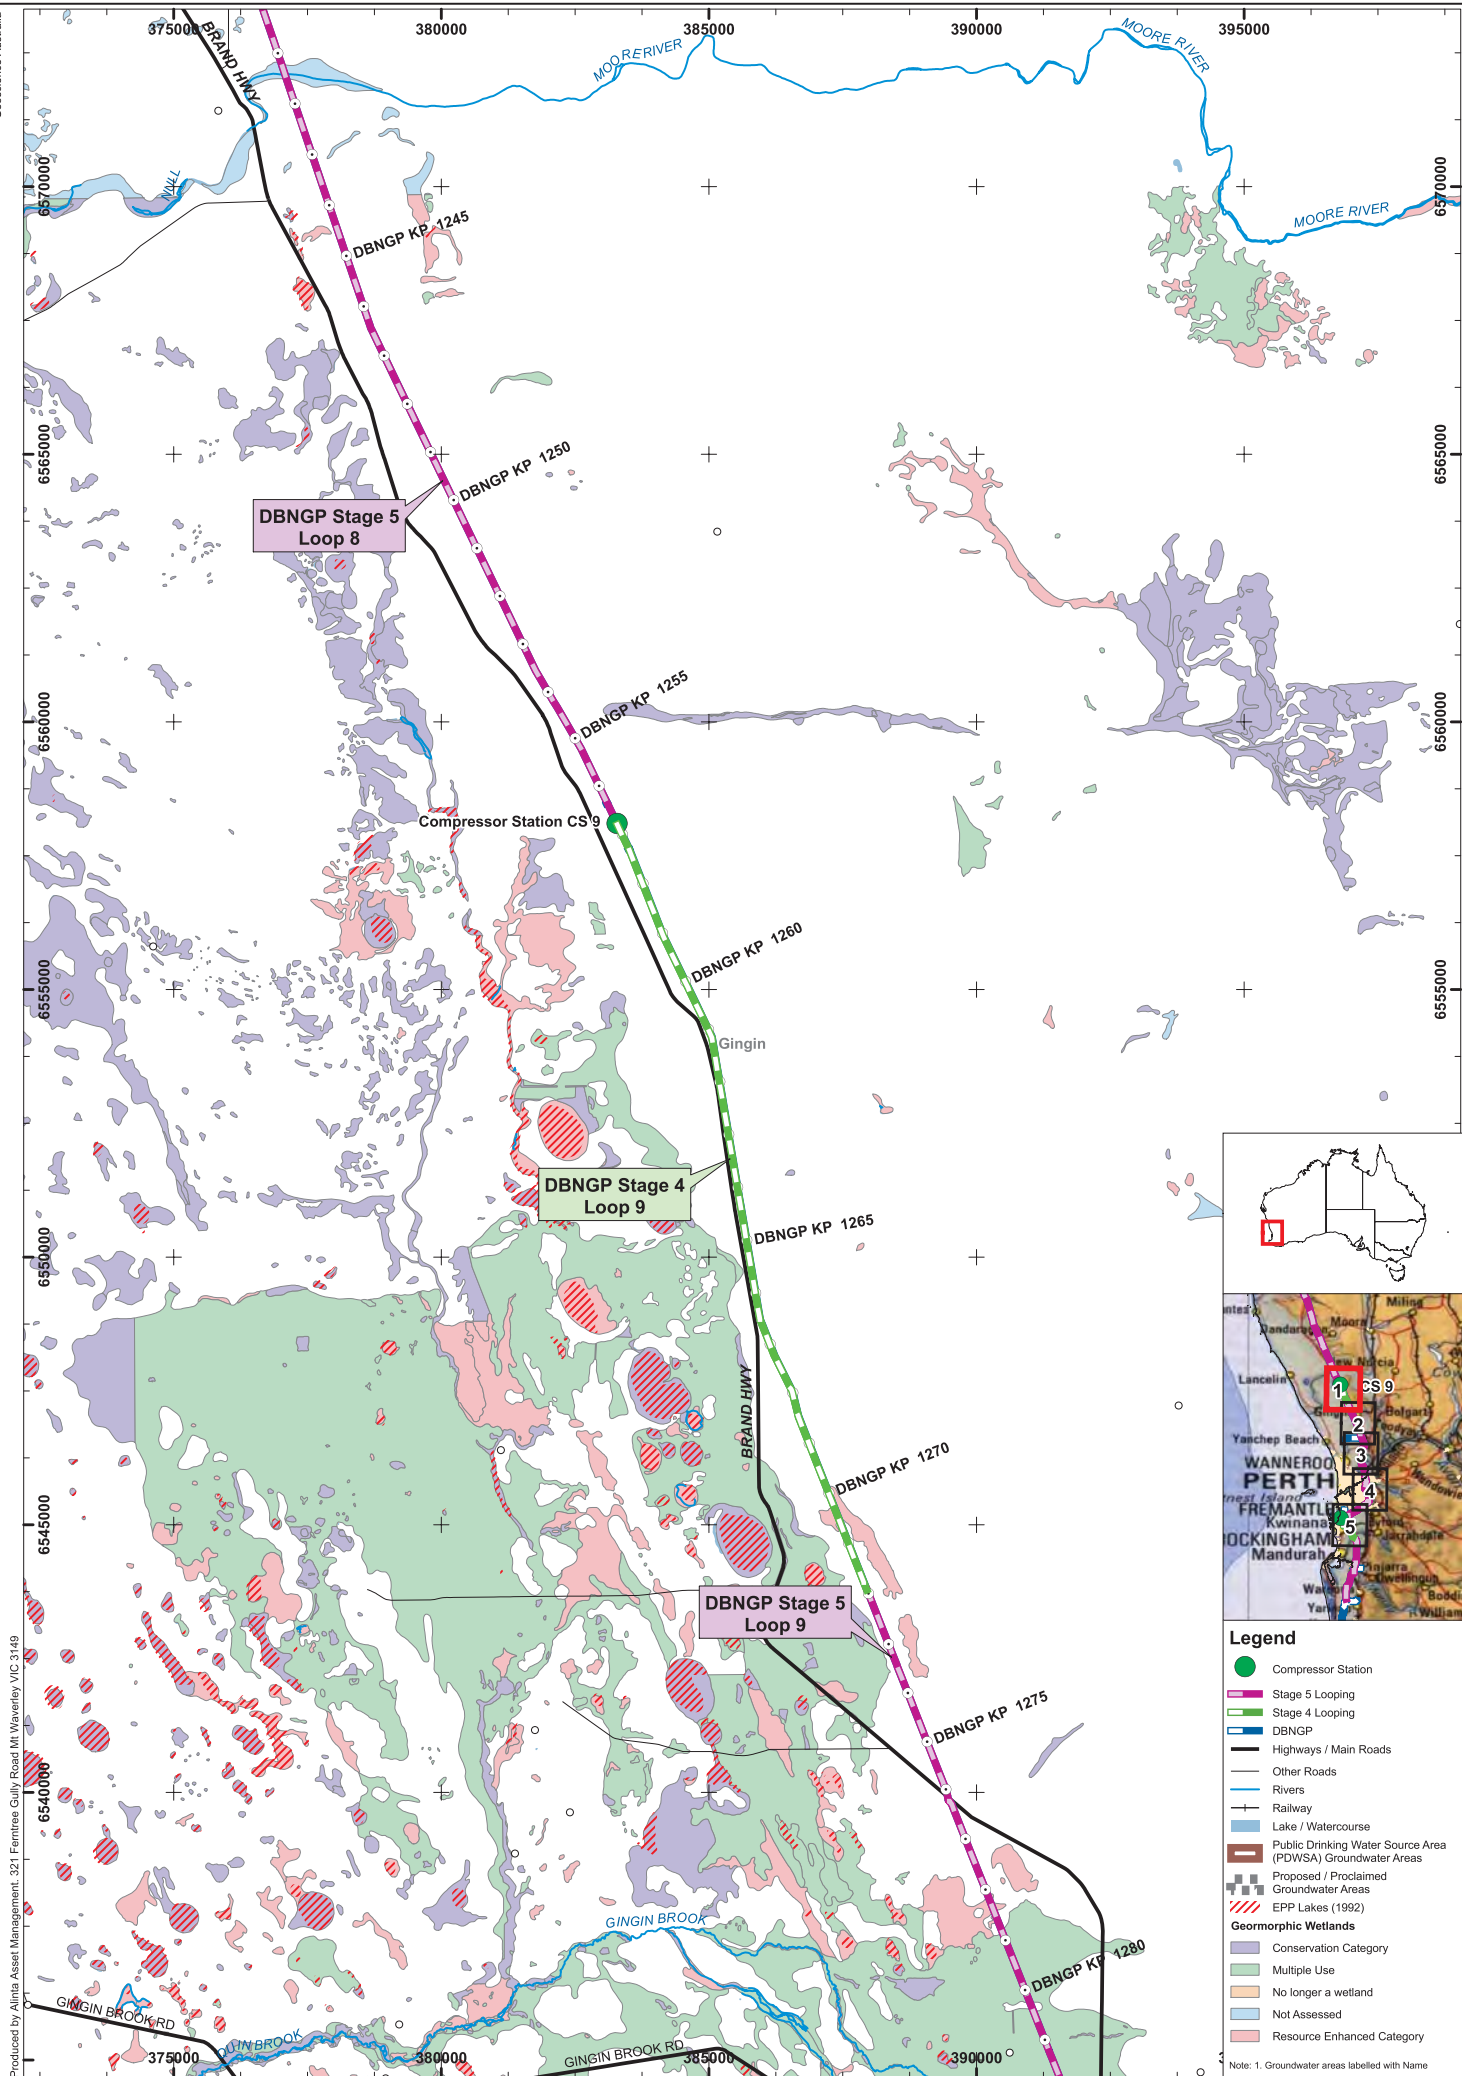 375000
380000
385000
390000
395000
BRAND HWY
MOORE RIVER
MOORE RIVER
MOORE RIVER
6570000
6570000
DBNGP KP 1245
6565000
6565000
DBNGP KP 1250
DBNGP Stage 5
Loop 8
DBNGP KP 1255
6560000
6560000
Compressor Station CS 9
DBNGP KP 1260
6555000
6555000
Gingin
DBNGP Stage 4
Loop 9
DBNGP KP 1265
6550000
BRAND HWY
DBNGP KP 1270
6545000
DBNGP Stage 5
Loop 9
DBNGP KP 1275
6540000
GINGIN BROOK
DBNGP KP 1280
GINGIN BROOK RD
GINGIN BROOK RD
375000
380000
385000
390000
Produced by Alinta Asset Management. 321 Ferntree Gully Road Mt Waverley VIC 3149
Miling
Moora
Lancelin
CS 9
1
2
Yanchep Beach
3
WANNEROO
PERTH
4
FREMANTLE
Kwinana
5
Jarrahdale
Mandurah
Legend
Compressor Station
Stage 5 Looping
Stage 4 Looping
DBNGP
Highways / Main Roads
Other Roads
Rivers
Railway
Lake / Watercourse
Public Drinking Water Source Area
(PDWSA) Groundwater Areas
Proposed / Proclaimed
Groundwater Areas
EPP Lakes (1992)
Geormorphic Wetlands
Conservation Category
Multiple Use
No longer a wetland
Not Assessed
Resource Enhanced Category
Note: 1. Groundwater areas labelled with Name